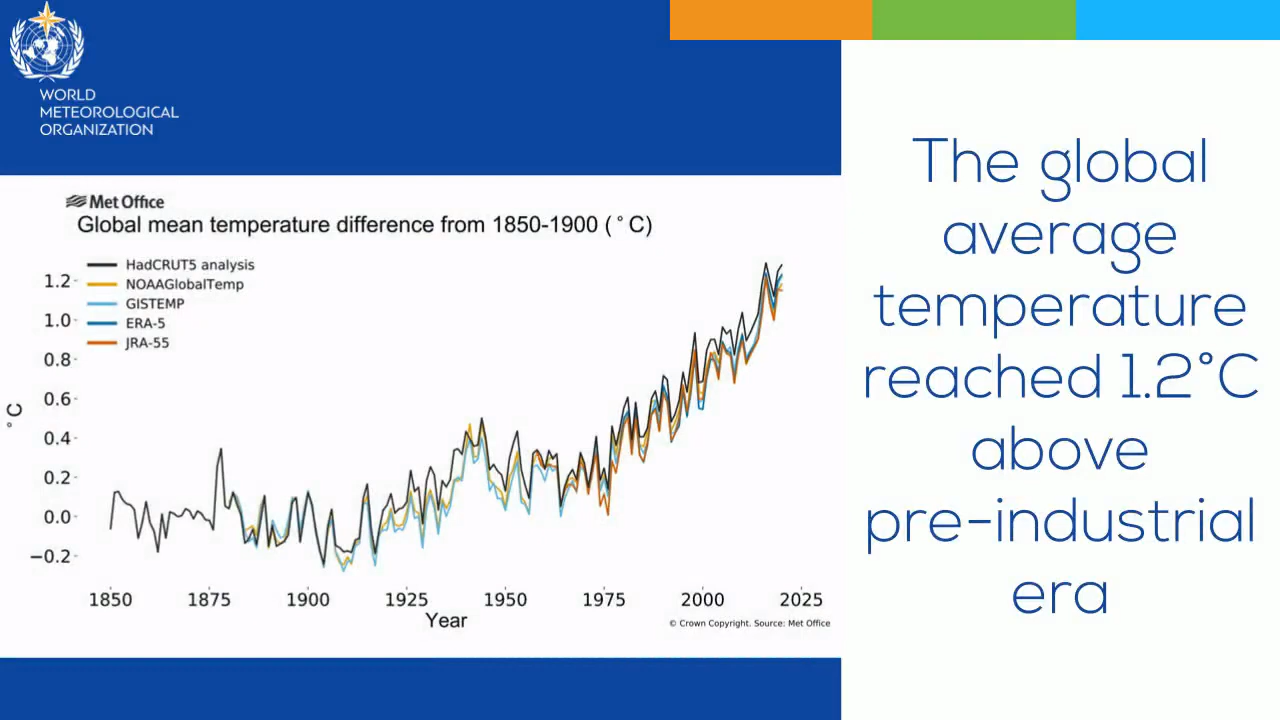 WORLD
METEOROLOGICAL
ORGANIZATION
Met Office
Global mean temperature difference from 1850-1900 (°C)
HadCRUT5 analysis
NOAAGlobalTemp
GISTEMP
ERA-5
JRA-55
1.2
1.0
0.8
0.6
0.4
0.2
0.0
−0.2
°C
1850 1875 1900 1925 1950 1975 2000 2025
Year
© Crown Copyright. Source: Met Office
The global
average
temperature
reached 1.2°C
above
pre-industrial
era